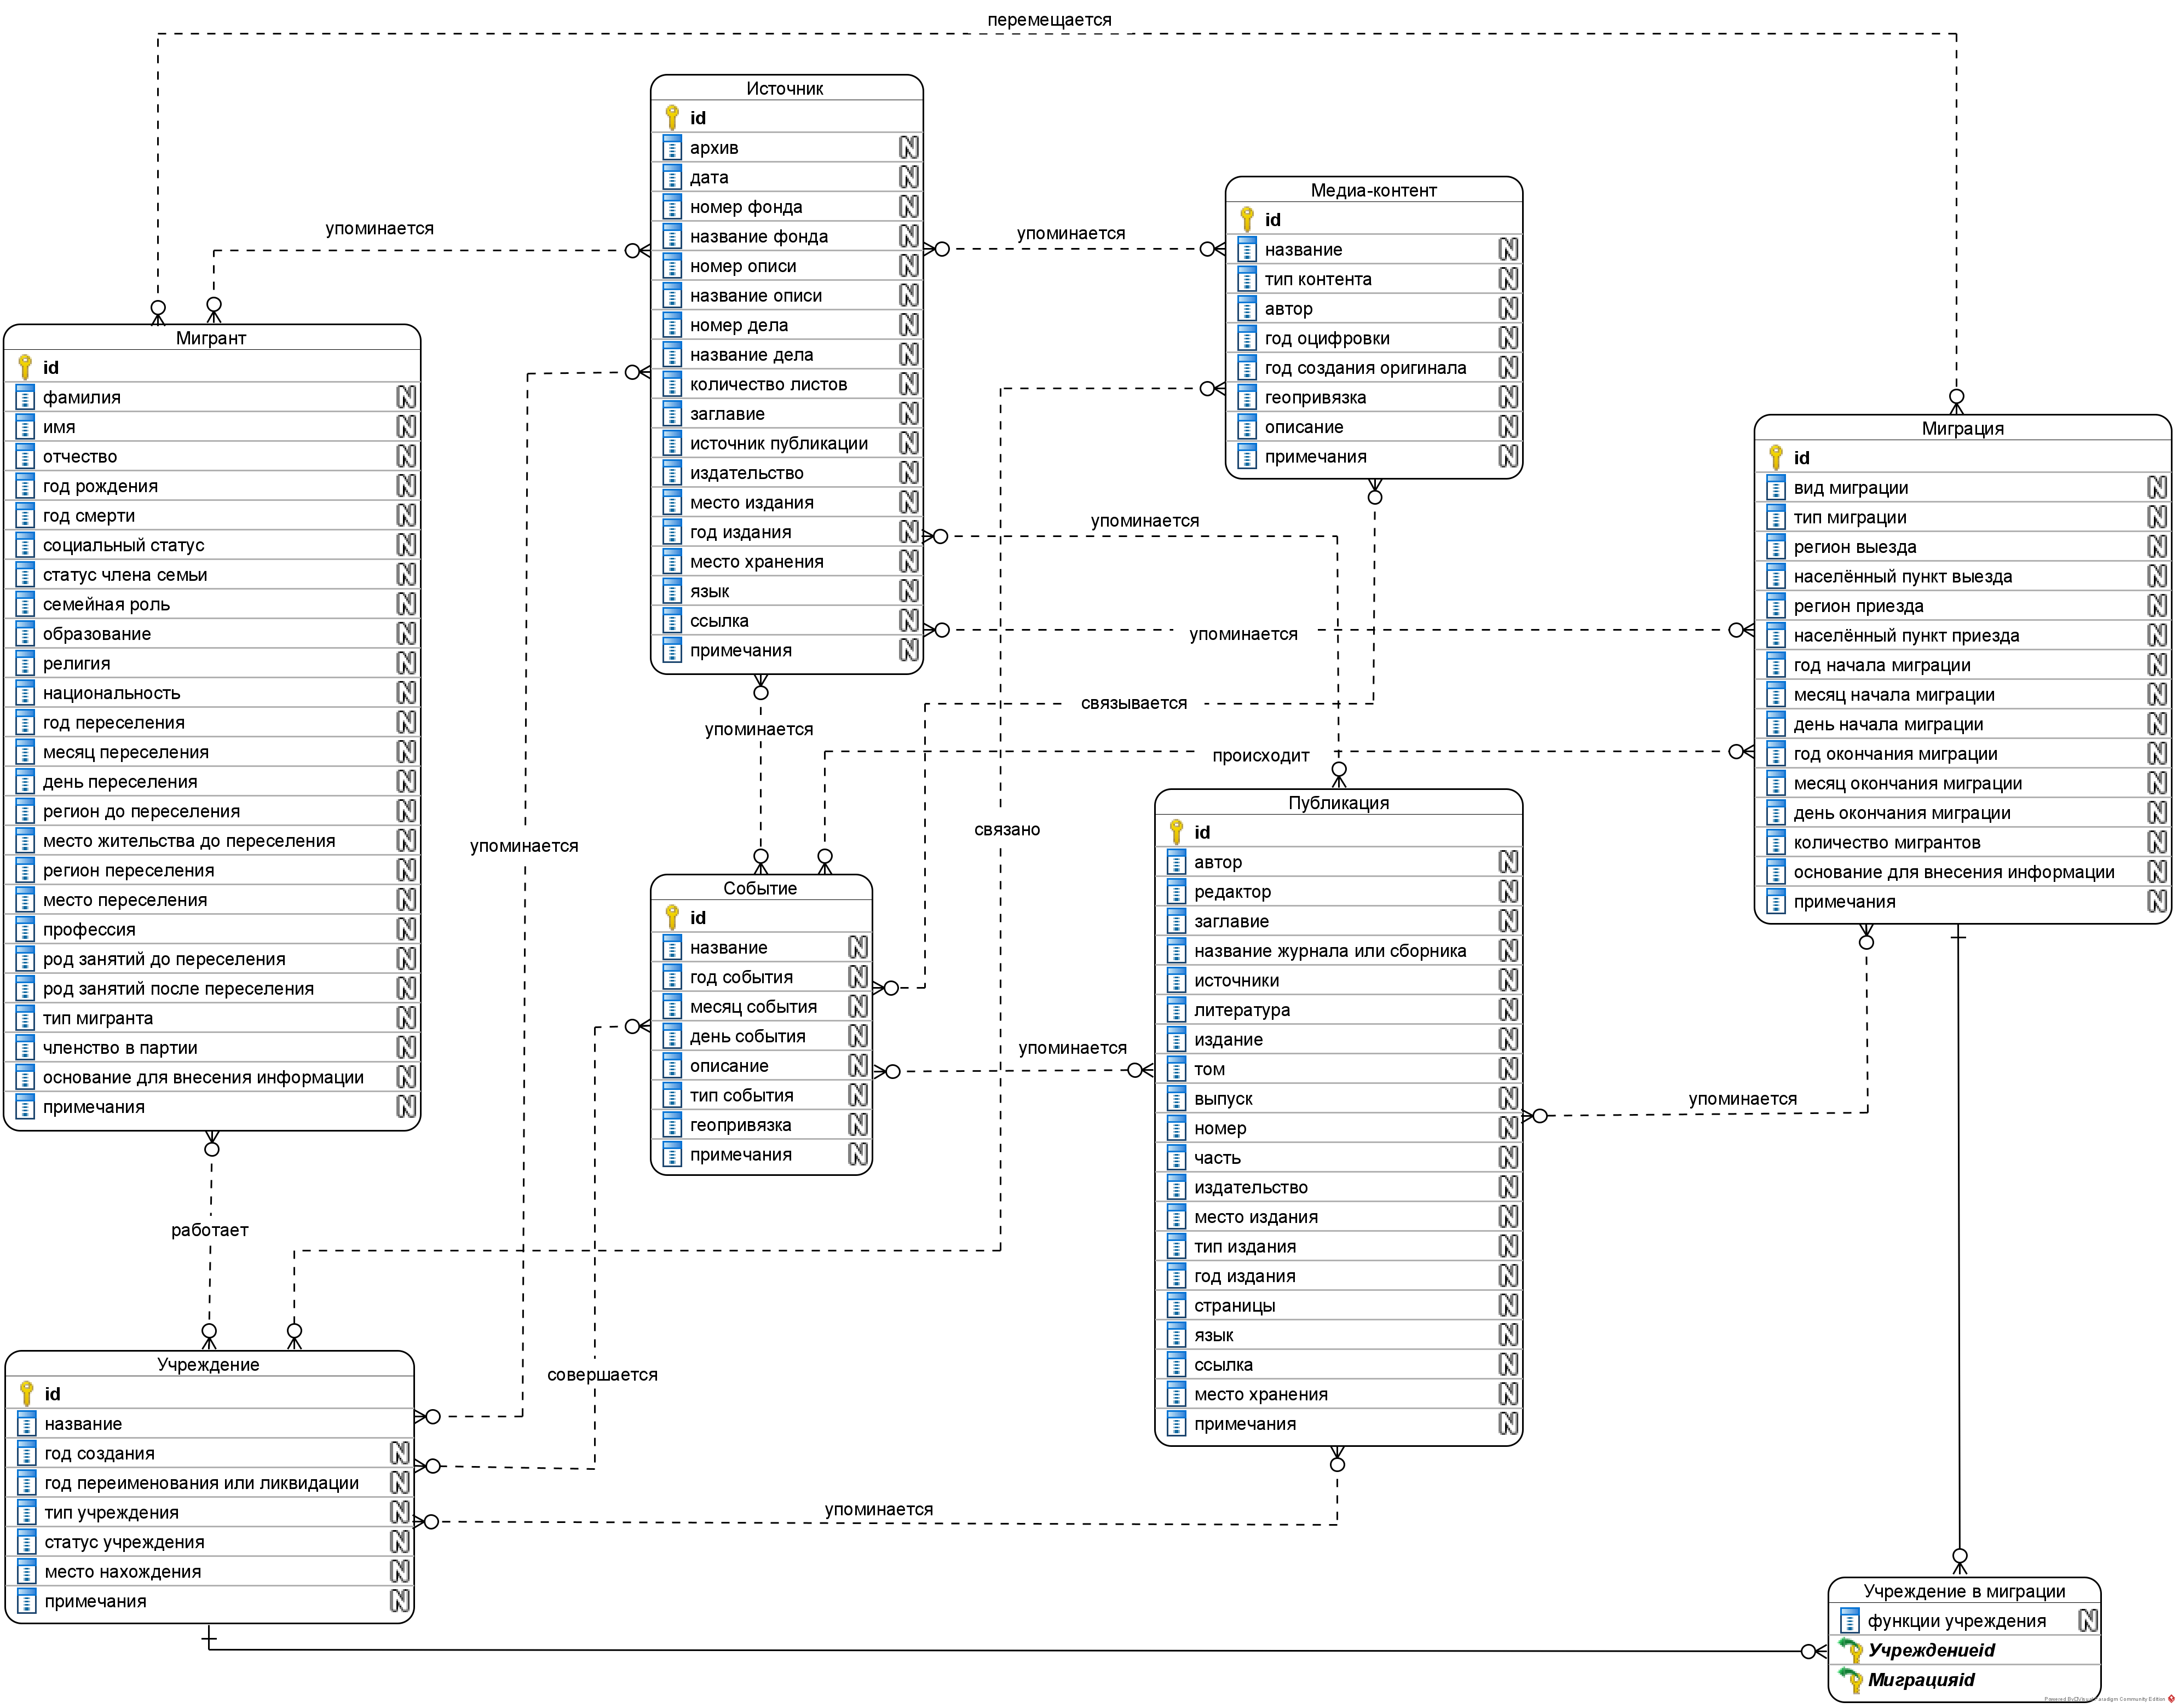 перемещается
Источник
id
архив
дата
номер фонда
название фонда
номер описи
название описи
номер дела
название дела
количество листов
заглавие
источник публикации
издательство
место издания
год издания
место хранения
язык
ссылка
примечания
упоминается
упоминается
Медиа-контент
id
название
тип контента
автор
год оцифровки
год создания оригинала
геопривязка
описание
примечания
Мигрант
id
фамилия
имя
отчество
год рождения
год смерти
социальный статус
статус члена семьи
семейная роль
образование
религия
национальность
год переселения
месяц переселения
день переселения
регион до переселения
место жительства до переселения
регион переселения
место переселения
профессия
род занятий до переселения
род занятий после переселения
тип мигранта
членство в партии
основание для внесения информации
примечания
Миграция
id
вид миграции
тип миграции
регион выезда
населённый пункт выезда
регион приезда
населённый пункт приезда
год начала миграции
месяц начала миграции
день начала миграции
год окончания миграции
месяц окончания миграции
день окончания миграции
количество мигрантов
основание для внесения информации
примечания
упоминается
упоминается
связывается
упоминается
происходит
связано
упоминается
Событие
id
название
год события
месяц события
день события
описание
тип события
геопривязка
примечания
упоминается
Публикация
id
автор
редактор
заглавие
название журнала или сборника
источники
литература
издание
том
выпуск
номер
часть
издательство
место издания
тип издания
год издания
страницы
язык
ссылка
место хранения
примечания
упоминается
работает
совершается
Учреждение
id
название
год создания
год переименования или ликвидации
тип учреждения
статус учреждения
место нахождения
примечания
упоминается
Учреждение в миграции
функции учреждения
Учреждениеid
Миграцияid